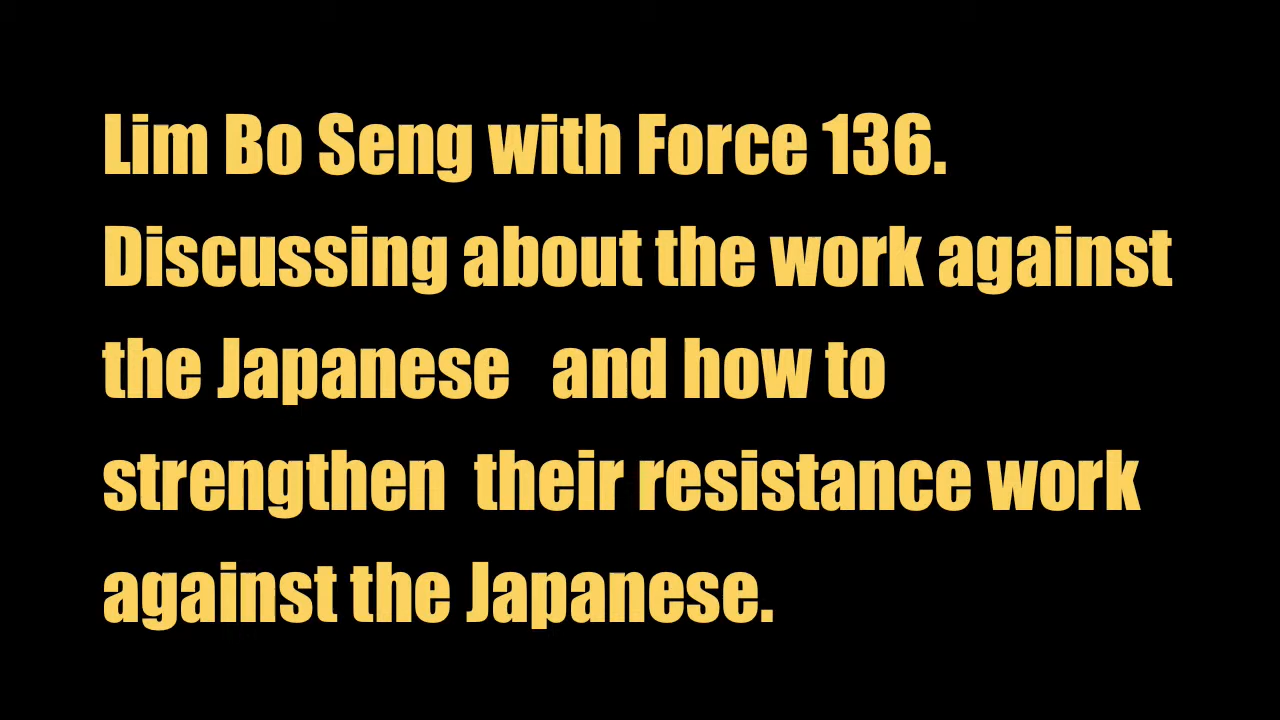 Lim Bo Seng with Force 136.
Discussing about the work against
the Japanese   and how to
strengthen  their resistance work
against the Japanese.